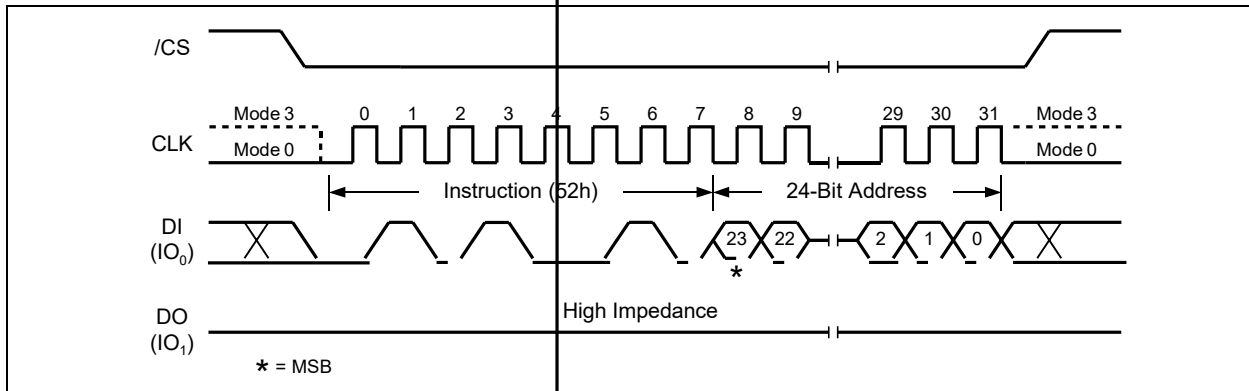 /CS
Mode 3 0 1 2 3 4 5 6 7 8 9 29 30 31 Mode 3
CLK
Mode 0 Mode 0
Instruction (52h) 24-Bit Address
DI
(IO0)
23 22 2 1 0
*
High Impedance
DO
(IO1)
* = MSB